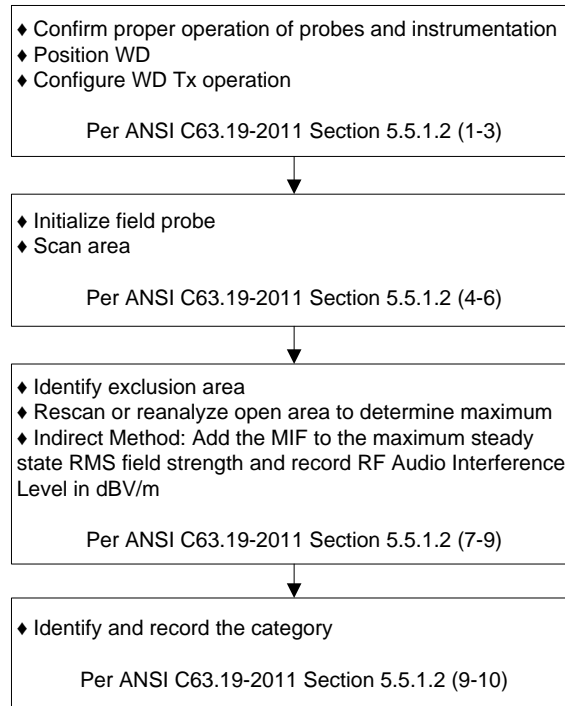 ♦ Confirm proper operation of probes and instrumentation
♦ Position WD
♦ Configure WD Tx operation
Per ANSI C63.19-2011 Section 5.5.1.2 (1-3)
♦ Initialize field probe
♦ Scan area
Per ANSI C63.19-2011 Section 5.5.1.2 (4-6)
♦ Identify exclusion area
♦ Rescan or reanalyze open area to determine maximum
♦ Indirect Method: Add the MIF to the maximum steady
state RMS field strength and record RF Audio Interference
Level in dBV/m
Per ANSI C63.19-2011 Section 5.5.1.2 (7-9)
♦ Identify and record the category
Per ANSI C63.19-2011 Section 5.5.1.2 (9-10)